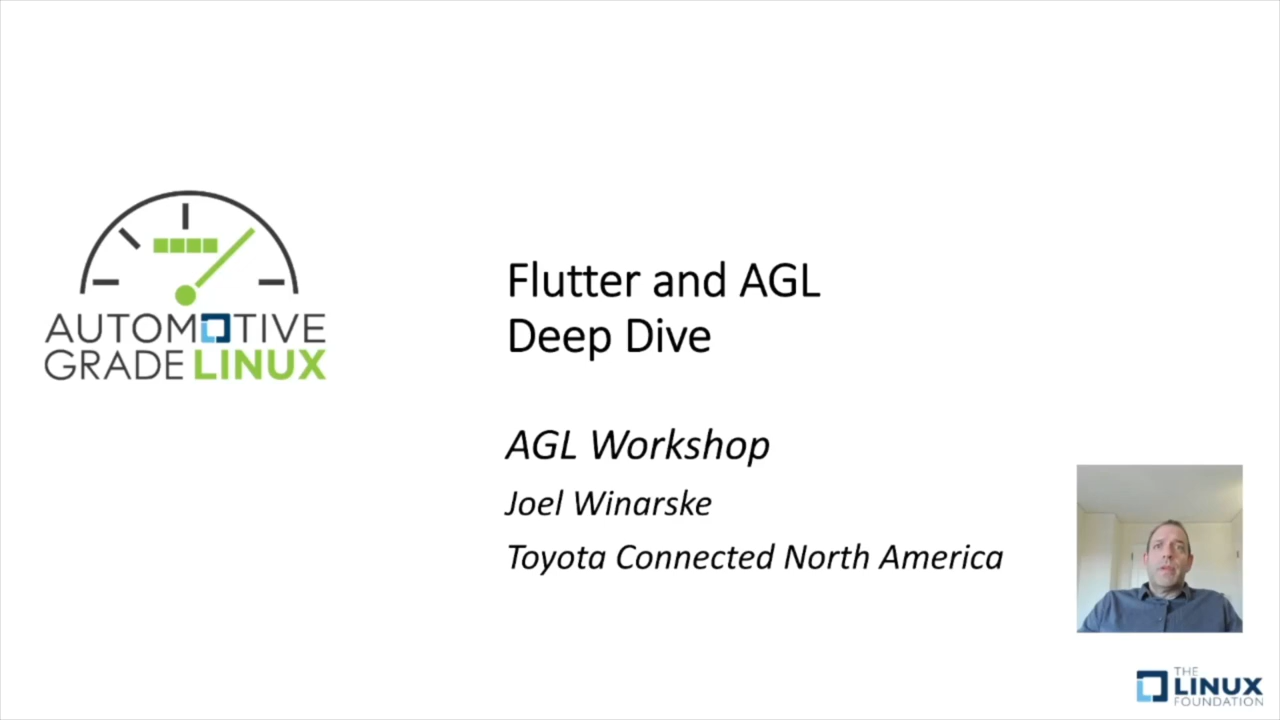 AUTOMOTIVE
GRADE LINUX
Flutter and AGL
Deep Dive
AGL Workshop
Joel Winarske
Toyota Connected North America
THE
LINUX
FOUNDATION